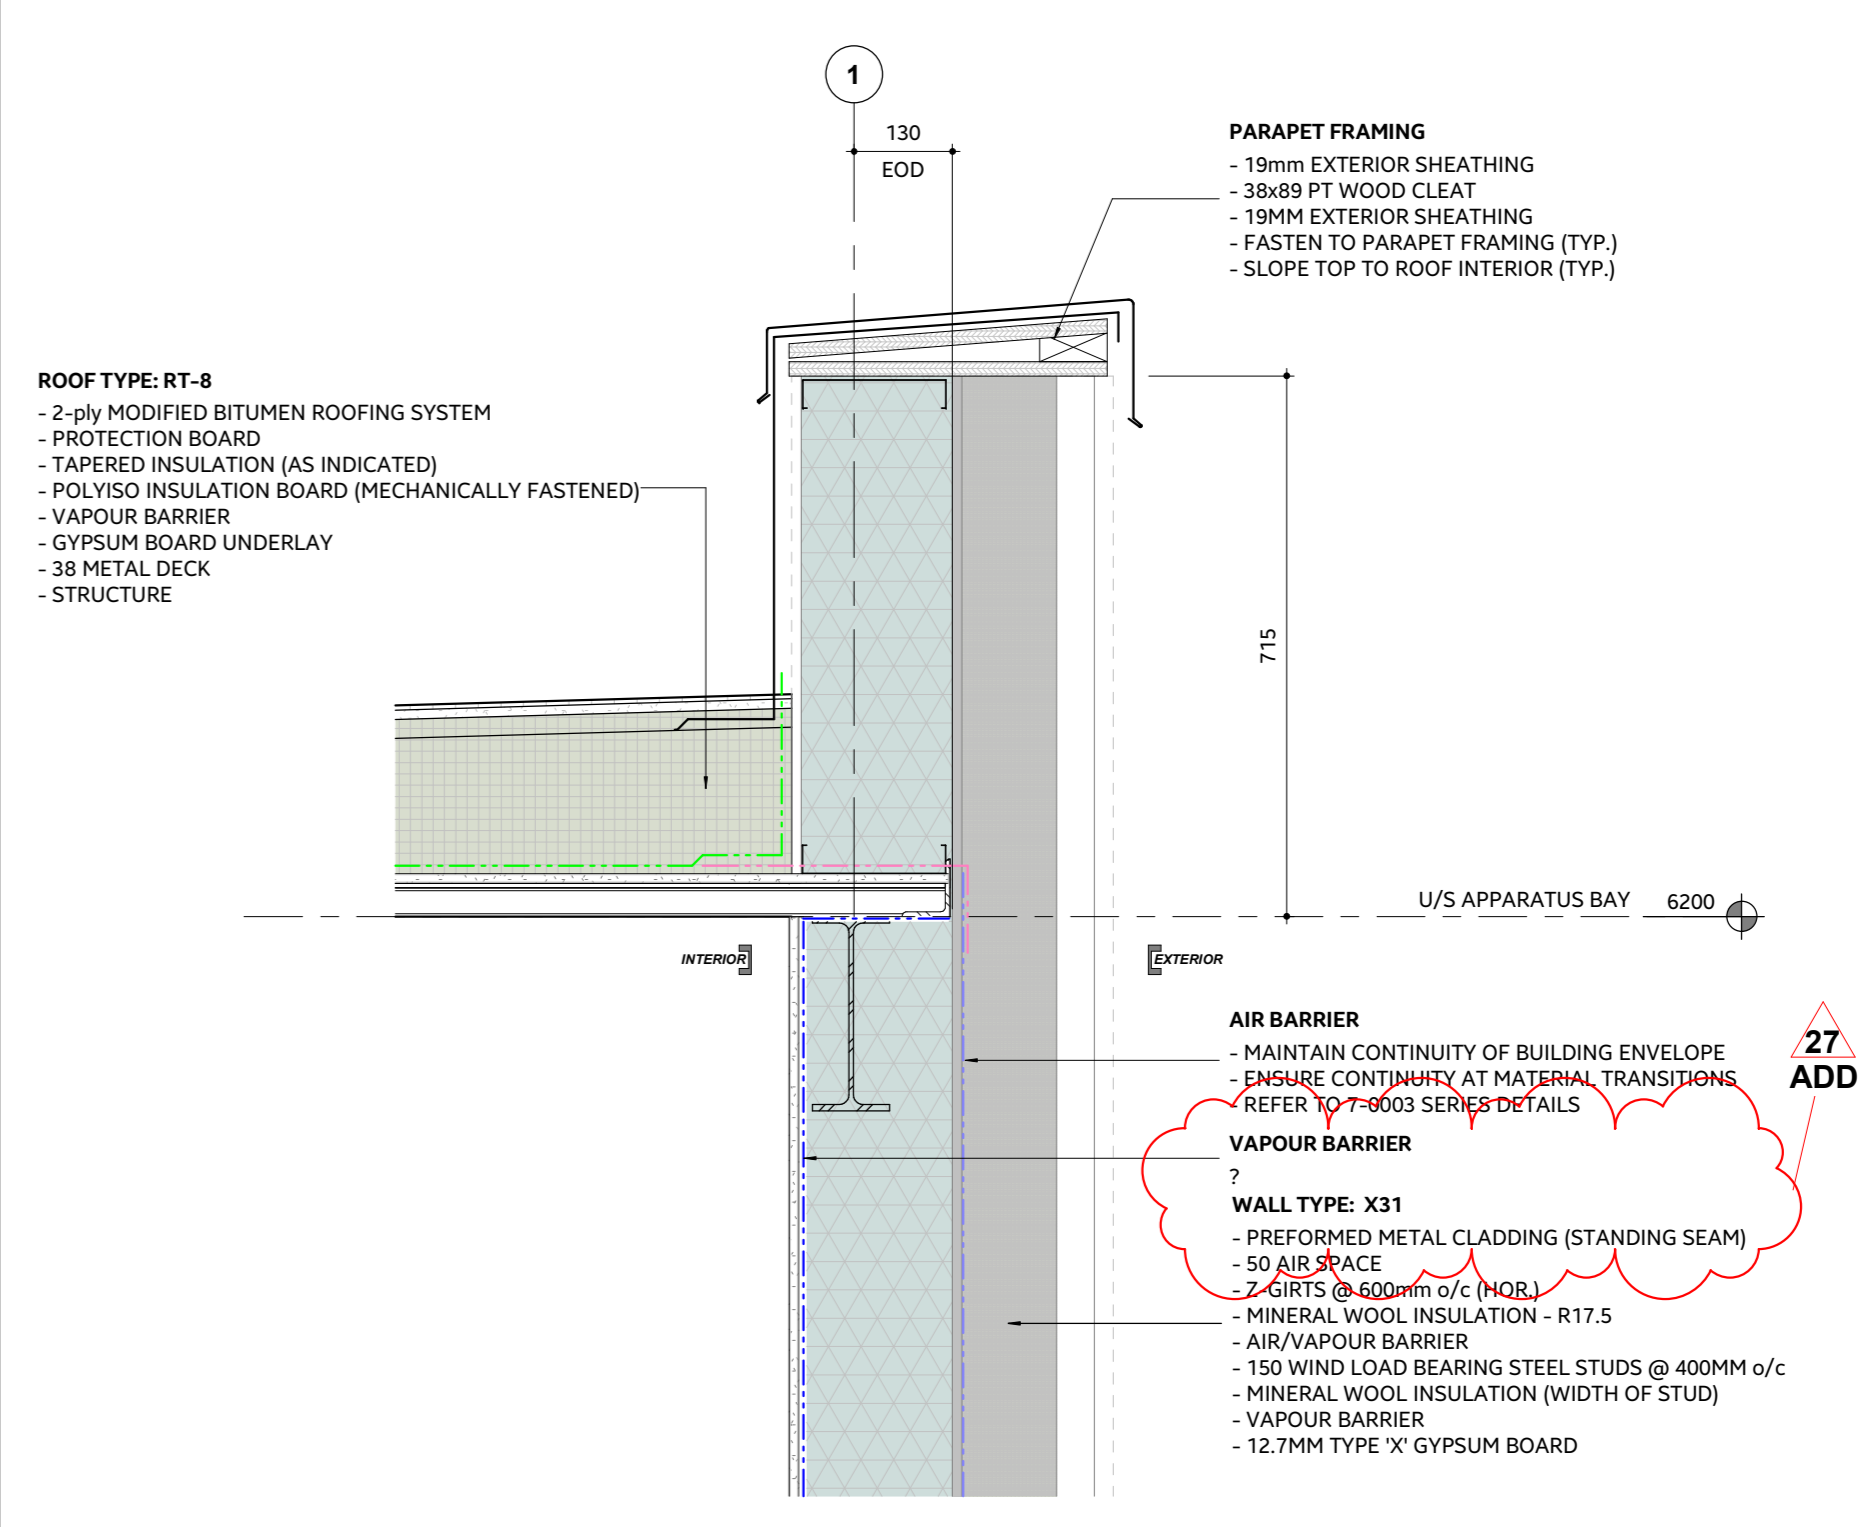 1
130
EOD
PARAPET FRAMING
- 19mm EXTERIOR SHEATHING
- 38x89 PT WOOD CLEAT
- 19MM EXTERIOR SHEATHING
- FASTEN TO PARAPET FRAMING (TYP.)
- SLOPE TOP TO ROOF INTERIOR (TYP.)
ROOF TYPE: RT-8
- 2-ply MODIFIED BITUMEN ROOFING SYSTEM
- PROTECTION BOARD
- TAPERED INSULATION (AS INDICATED)
- POLYISO INSULATION BOARD (MECHANICALLY FASTENED)
- VAPOUR BARRIER
- GYPSUM BOARD UNDERLAY
- 38 METAL DECK
- STRUCTURE
715
U/S APPARATUS BAY 6200
INTERIOR
EXTERIOR
AIR BARRIER
- MAINTAIN CONTINUITY OF BUILDING ENVELOPE
- ENSURE CONTINUITY AT MATERIAL TRANSITIONS
- REFER TO 7-0003 SERIES DETAILS
27
ADD
VAPOUR BARRIER
?
WALL TYPE: X31
- PREFORMED METAL CLADDING (STANDING SEAM)
- 50 AIR SPACE
- Z-GIRTS @ 600mm o/c (HOR.)
- MINERAL WOOL INSULATION - R17.5
- AIR/VAPOUR BARRIER
- 150 WIND LOAD BEARING STEEL STUDS @ 400MM o/c
- MINERAL WOOL INSULATION (WIDTH OF STUD)
- VAPOUR BARRIER
- 12.7MM TYPE 'X' GYPSUM BOARD